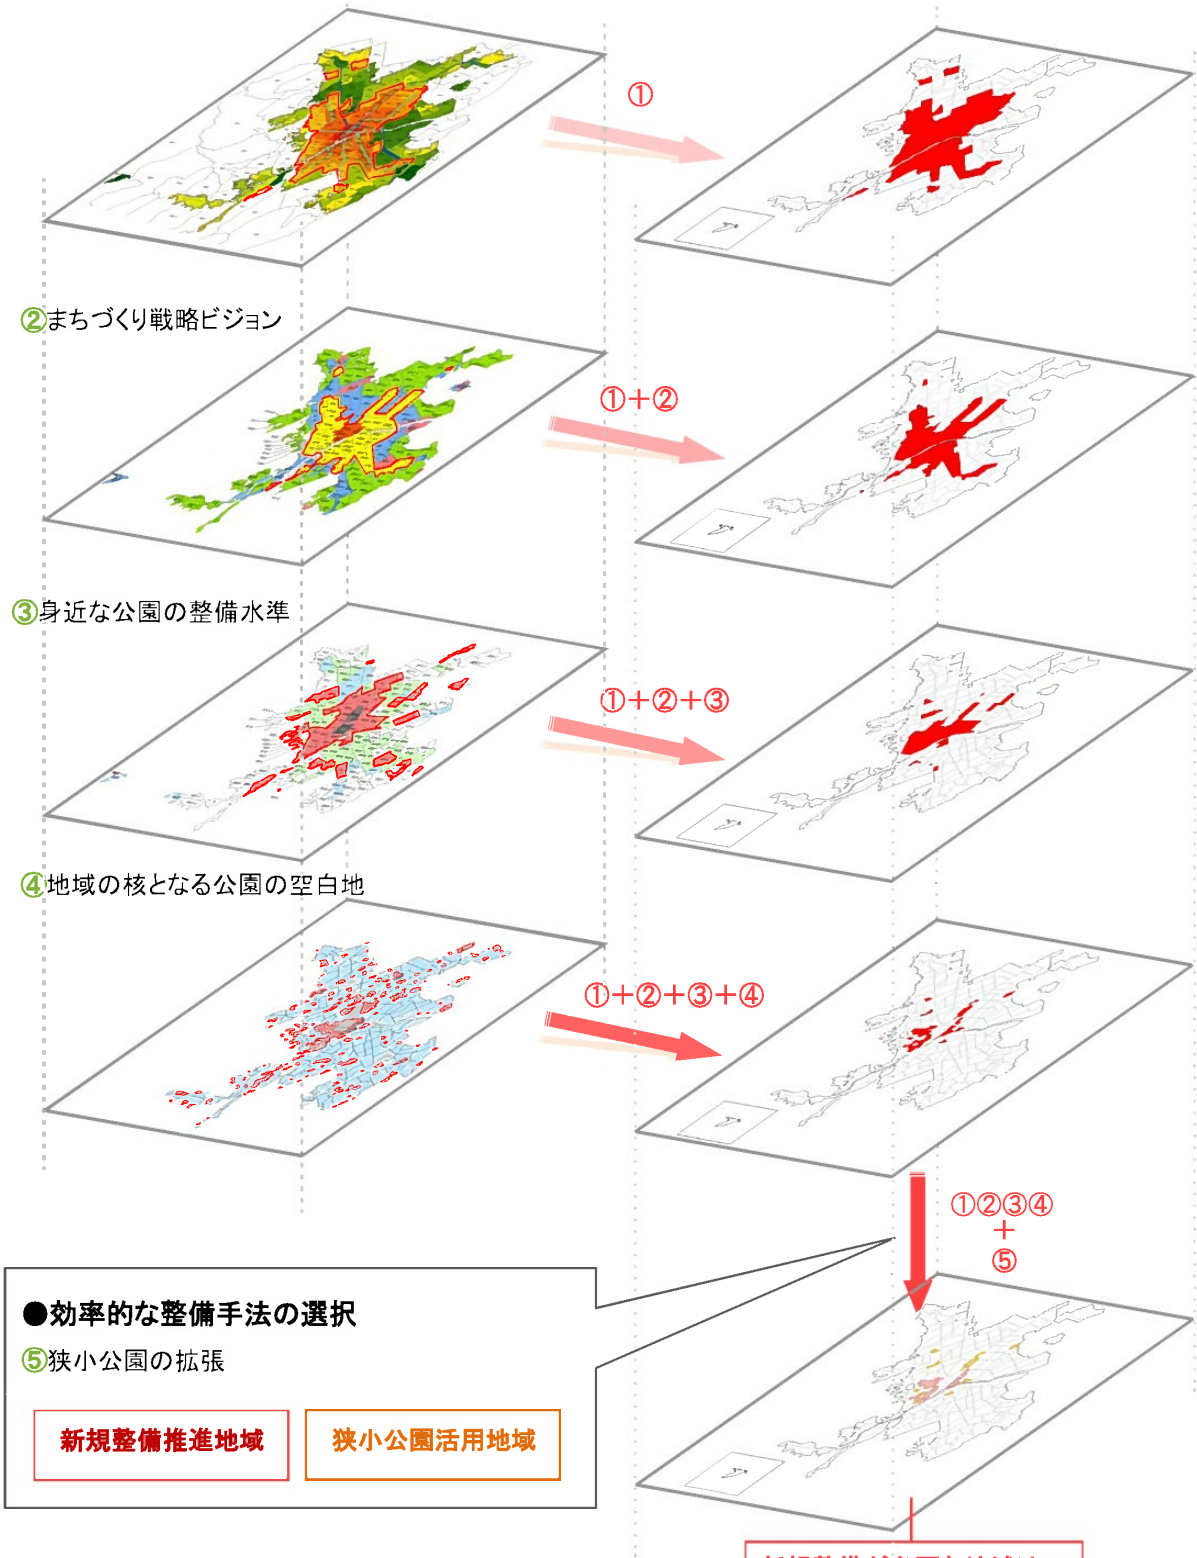 ①
②まちづくり戦略ビジョン
①+②
③身近な公園の整備水準
①+②+③
④地域の核となる公園の空白地
①+②+③+④
①②③④
+
⑤
●効率的な整備手法の選択
⑤狭小公園の拡張
新規整備推進地域
狭小公園活用地域